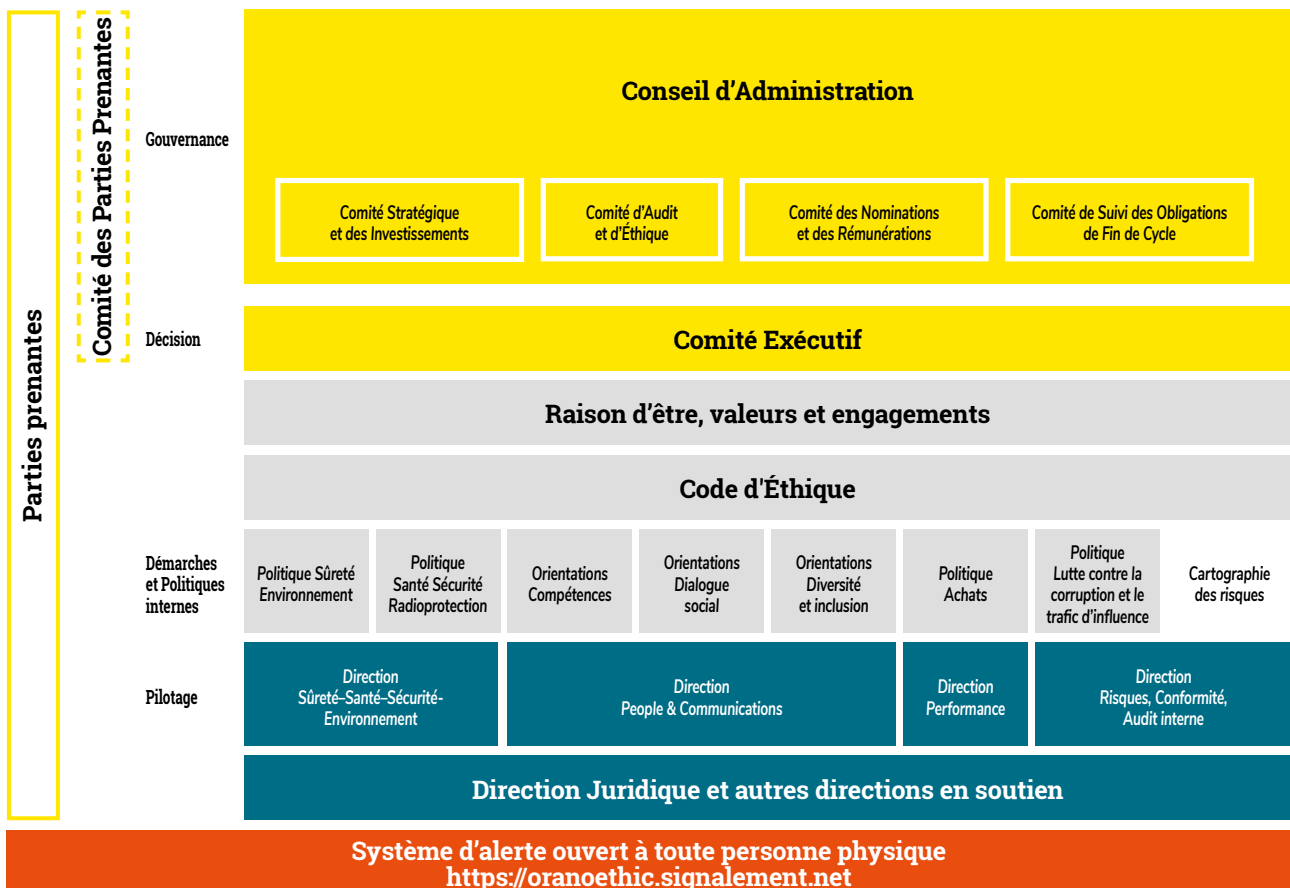 Parties prenantes
Comité des Parties Prenantes
Gouvernance
Conseil d'Administration
Comité Stratégique
et des Investissements
Comité d'Audit
et d'Éthique
Comité des Nominations
et des Rémunérations
Comité de Suivi des Obligations
de Fin de Cycle
Décision
Comité Exécutif
Raison d'être, valeurs et engagements
Code d'Éthique
Démarches
et Politiques
internes
Politique Sûreté
Environnement
Politique
Santé Sécurité
Radioprotection
Orientations
Compétences
Orientations
Dialogue
social
Orientations
Diversité
et inclusion
Politique
Achats
Politique
Lutte contre la
corruption et le
trafic d'influence
Cartographie
des risques
Pilotage
Direction
Sûreté–Santé–Sécurité-
Environnement
Direction
People & Communications
Direction
Performance
Direction
Risques, Conformité,
Audit interne
Direction Juridique et autres directions en soutien
Système d'alerte ouvert à toute personne physique
https://oranoethic.signalement.net